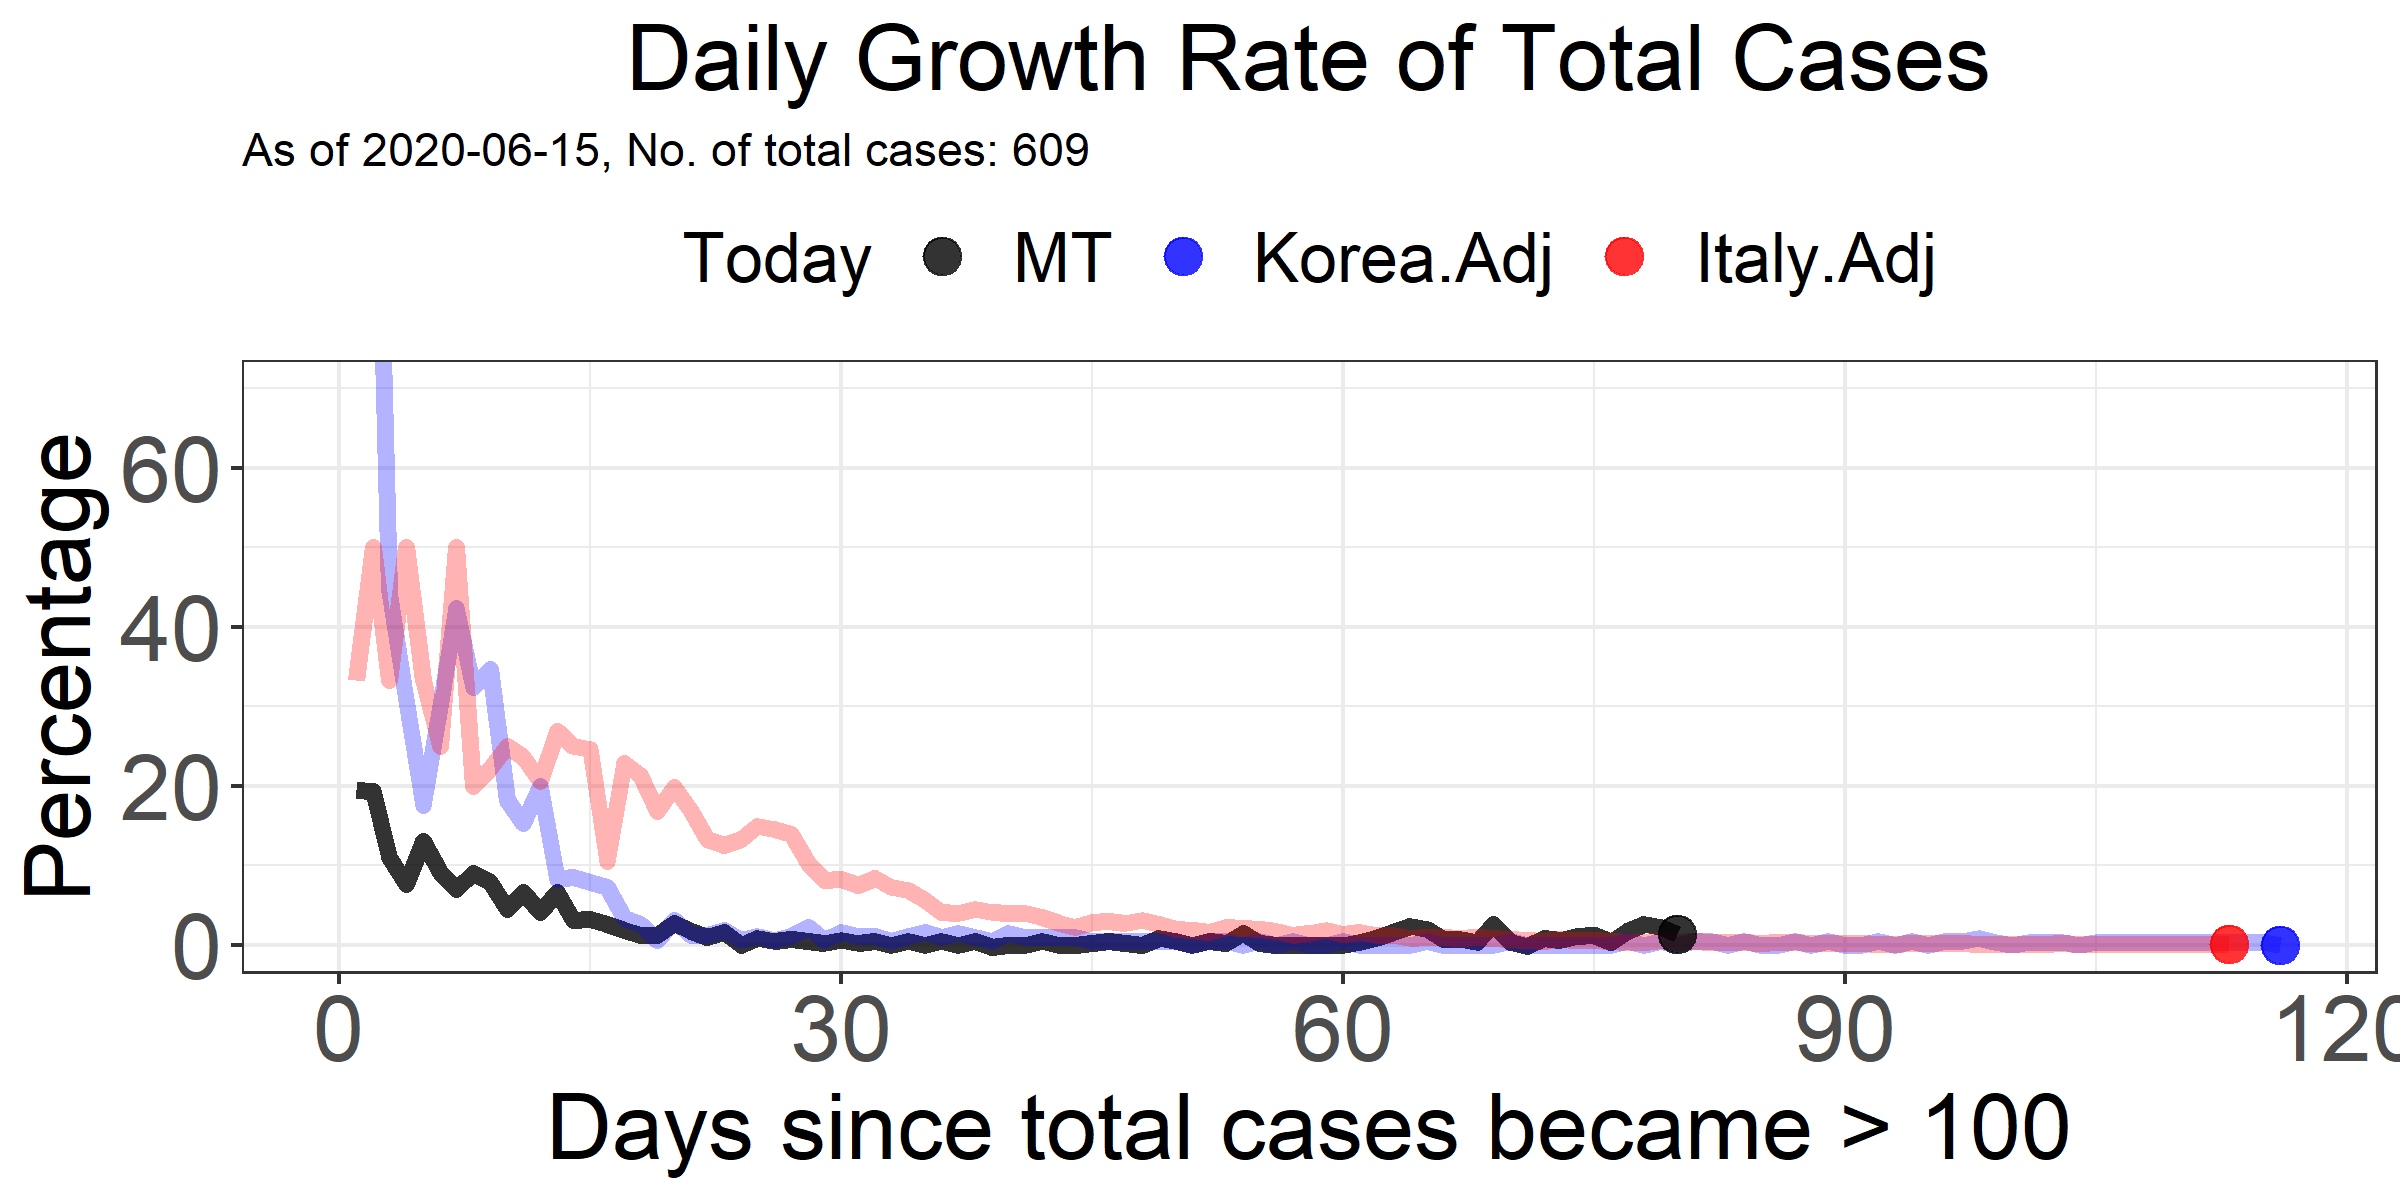 Daily Growth Rate of Total Cases
As of 2020-06-15, No. of total cases: 609
Today MT Korea.Adj Italy.Adj
Percentage
60
40
20
0
0 30 60 90 120
Days since total cases became > 100